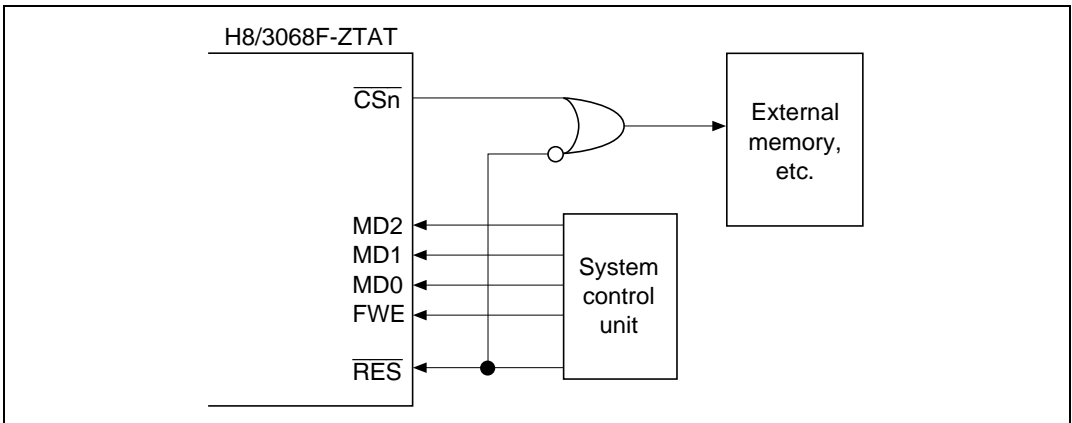 H8/3068F-ZTAT
CSn
External
memory,
etc.
MD2
MD1
MD0
FWE
RES
System
control
unit